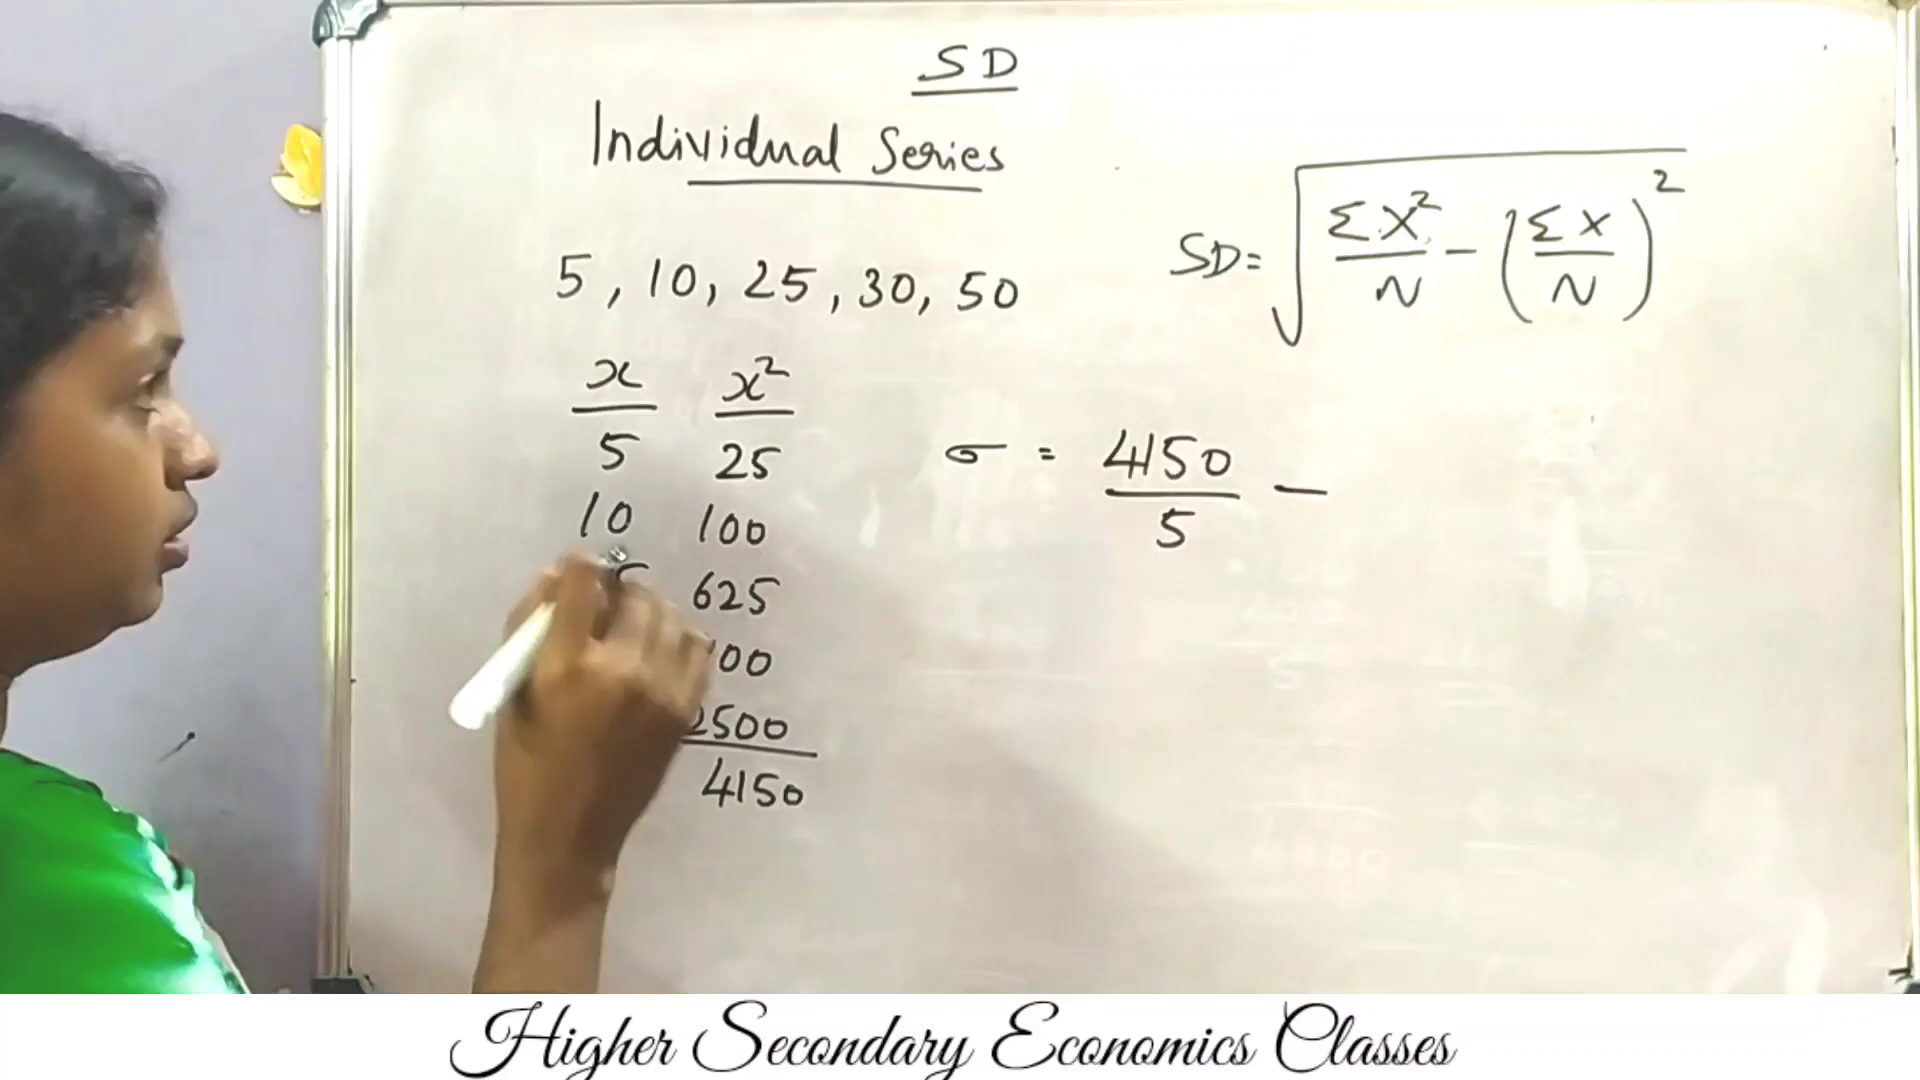 SD
Individual Series
5, 10, 25, 30, 50
SD = √ ΣX²/N - (ΣX/N)²
x x²
5 25
10 100
625
00
2500
4150
σ = 4150/5 -
Higher Secondary Economics Classes